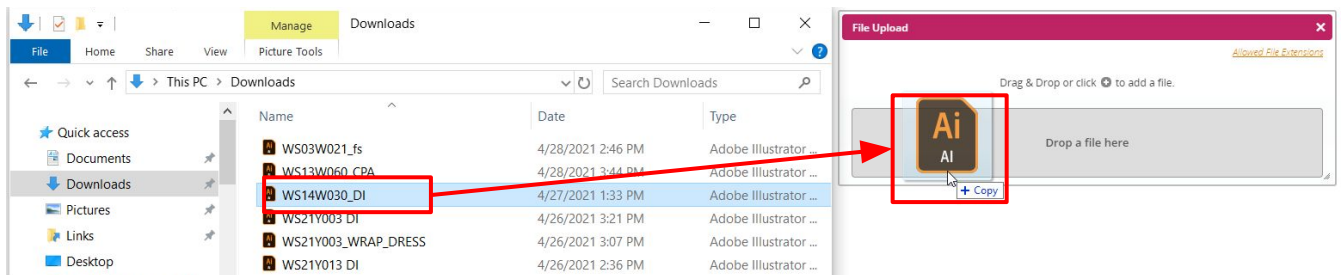 Manage Downloads
File Home Share View Picture Tools
This PC > Downloads Search Downloads
Name Date Type
Quick access
Documents
Downloads
Pictures
Links
Desktop
WS03W021_fs 4/28/2021 2:46 PM Adobe Illustrator ...
WS13W060_CPA 4/28/2021 3:44 PM Adobe Illustrator ...
WS14W030_DI 4/27/2021 1:33 PM Adobe Illustrator ...
WS21Y003 DI 4/26/2021 3:21 PM Adobe Illustrator ...
WS21Y003_WRAP_DRESS 4/26/2021 3:07 PM Adobe Illustrator ...
WS21Y013 DI 4/26/2021 2:36 PM Adobe Illustrator ...
File Upload
Allowed File Extensions
Drag & Drop or click + to add a file.
Ai
AI
Drop a file here
+ Copy